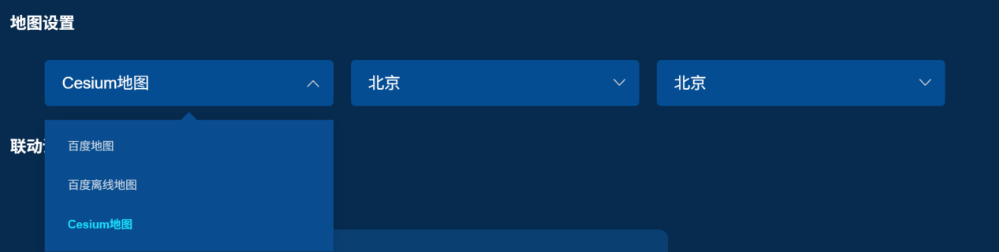 地图设置
Cesium地图
北京
北京
联动
百度地图
百度离线地图
Cesium地图